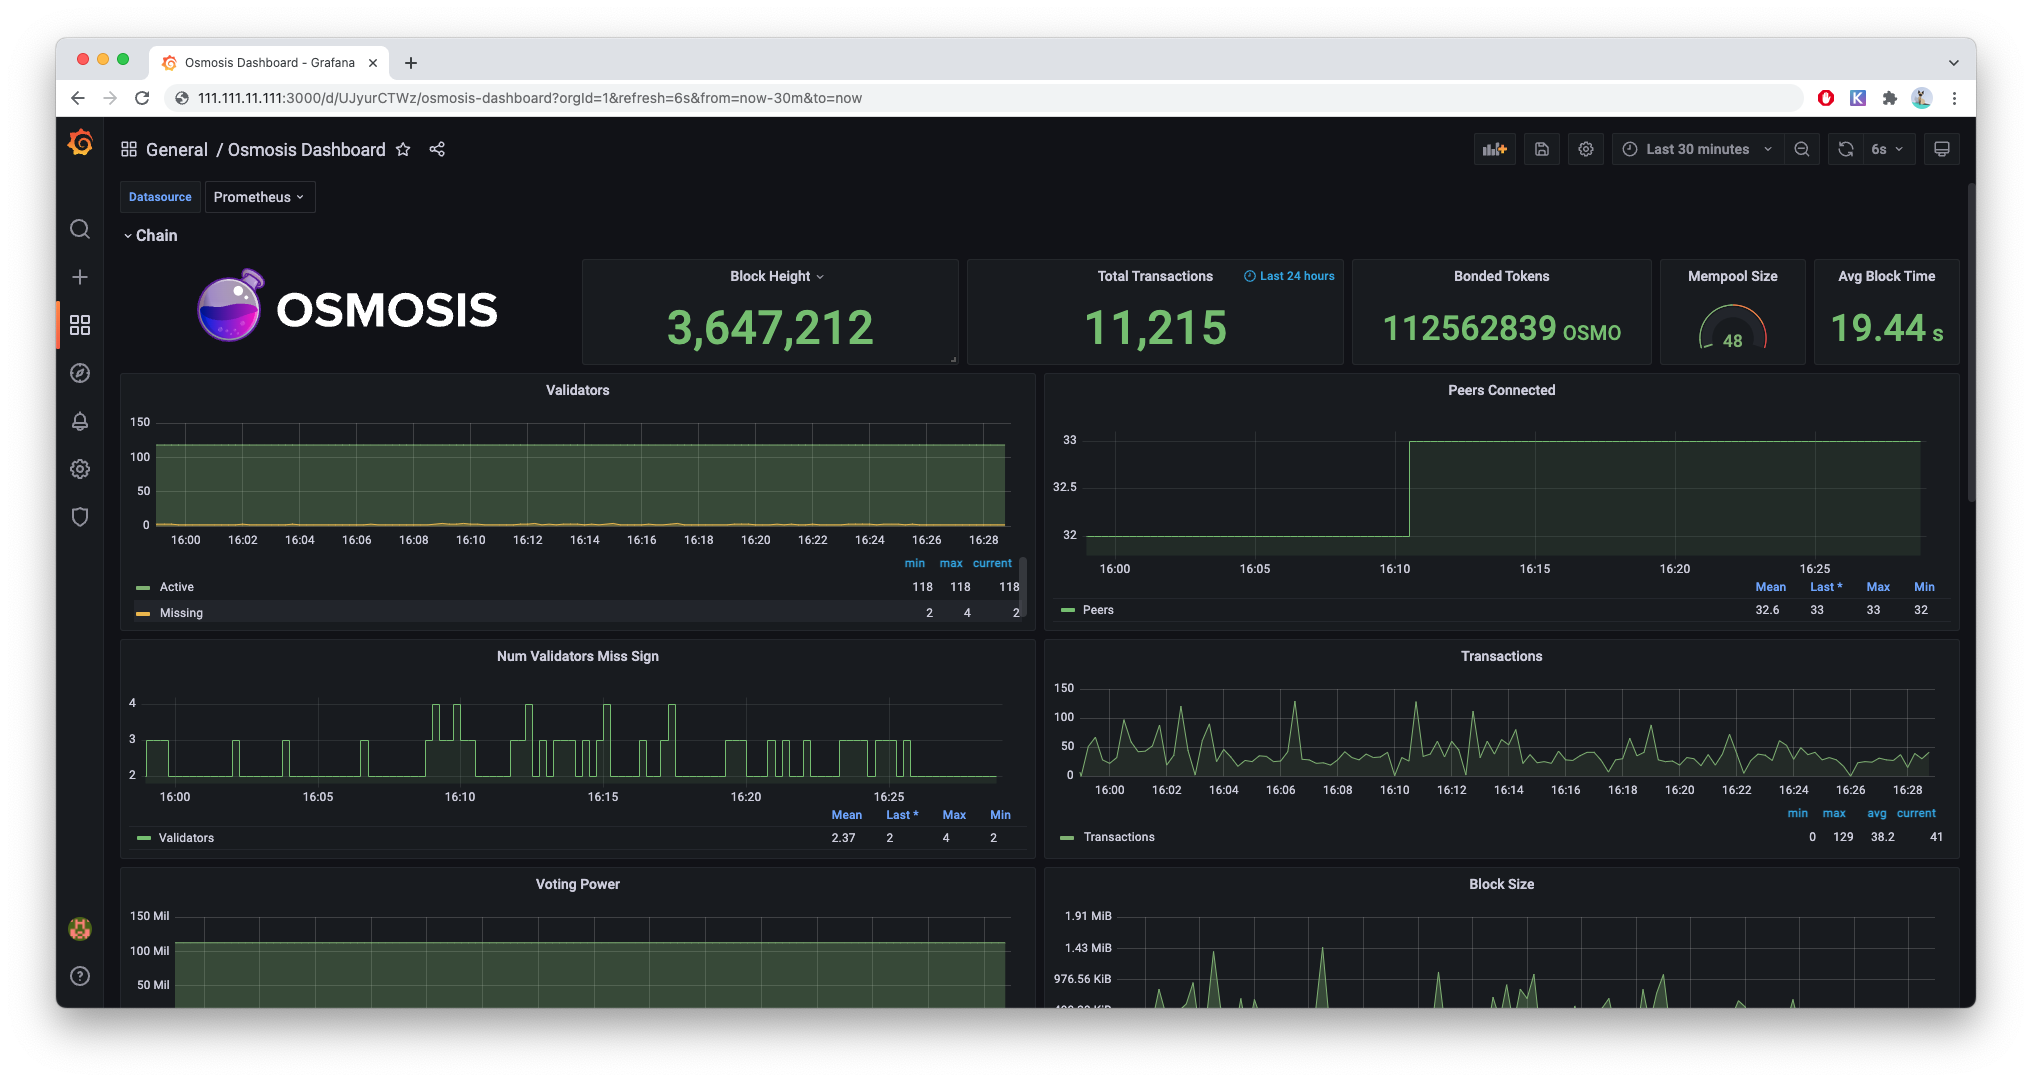 Osmosis Dashboard - Grafana
111.111.11.111:3000/d/UJyurCTWz/osmosis-dashboard?orgId=1&refresh=6s&from=now-30m&to=now
K
General / Osmosis Dashboard
Last 30 minutes
6s
Datasource
Prometheus
Chain
OSMOSIS
Block Height
3,647,212
Total Transactions
Last 24 hours
11,215
Bonded Tokens
112562839 OSMO
Mempool Size
48
Avg Block Time
19.44 s
Validators
150
100
50
0
16:00 16:02 16:04 16:06 16:08 16:10 16:12 16:14 16:16 16:18 16:20 16:22 16:24 16:26 16:28
min max current
Active 118 118 118
Missing 2 4 2
Peers Connected
33
32.5
32
16:00 16:05 16:10 16:15 16:20 16:25
Mean Last * Max Min
Peers 32.6 33 33 32
Num Validators Miss Sign
4
3
2
16:00 16:05 16:10 16:15 16:20 16:25
Mean Last * Max Min
Validators 2.37 2 4 2
Transactions
150
100
50
0
16:00 16:02 16:04 16:06 16:08 16:10 16:12 16:14 16:16 16:18 16:20 16:22 16:24 16:26 16:28
min max avg current
Transactions 0 129 38.2 41
Voting Power
150 Mil
100 Mil
50 Mil
Block Size
1.91 MiB
1.43 MiB
976.56 KiB